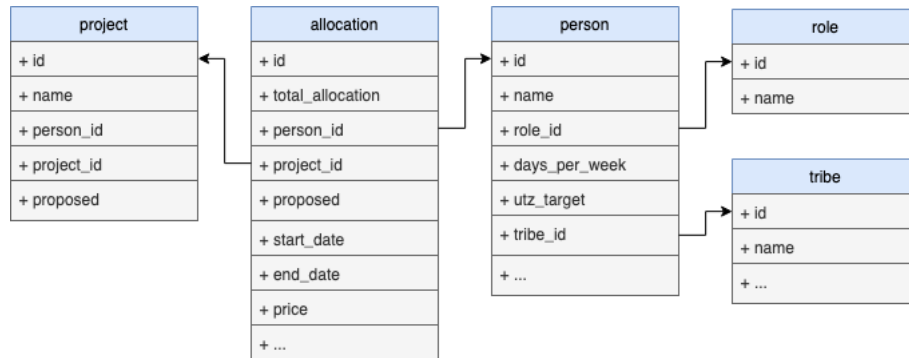 project
+ id
+ name
+ person_id
+ project_id
+ proposed
allocation
+ id
+ total_allocation
+ person_id
+ project_id
+ proposed
+ start_date
+ end_date
+ price
+ ...
person
+ id
+ name
+ role_id
+ days_per_week
+ utz_target
+ tribe_id
+ ...
role
+ id
+ name
tribe
+ id
+ name
+ ...